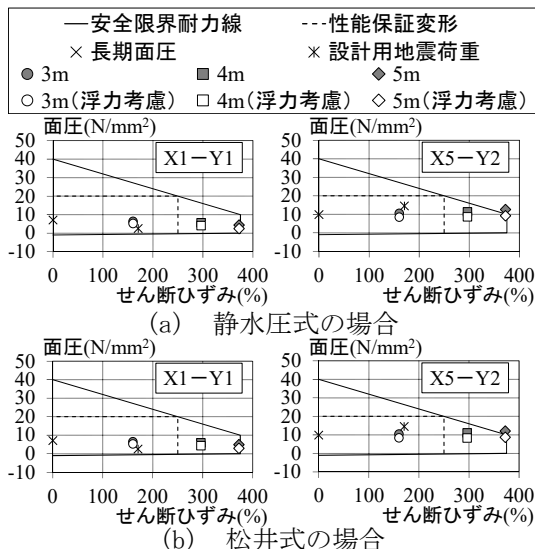 安全限界耐力線 性能保証変形
長期面圧 設計用地震荷重
3m 4m 5m
3m(浮力考慮) 4m(浮力考慮) 5m(浮力考慮)
面圧(N/mm²) 面圧(N/mm²)
50 50
40 X1-Y1 40 X5-Y2
30 30
20 20
10 10
0 0
-10 -10
0 100 200 300 400 0 100 200 300 400
せん断ひずみ(%) せん断ひずみ(%)
(a) 静水圧式の場合
面圧(N/mm²) 面圧(N/mm²)
50 50
40 X1-Y1 40 X5-Y2
30 30
20 20
10 10
0 0
-10 -10
0 100 200 300 400 0 100 200 300 400
せん断ひずみ(%) せん断ひずみ(%)
(b) 松井式の場合